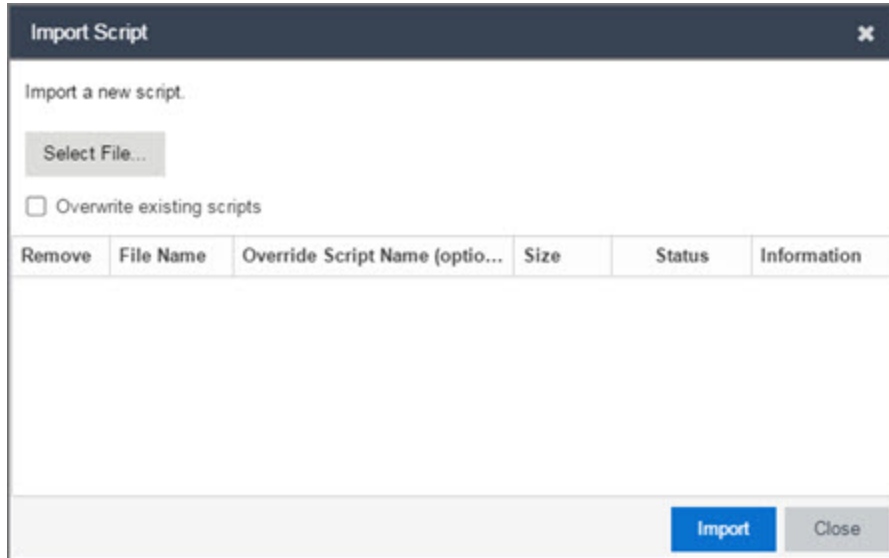 Import Script
Import a new script.
Select File...
Overwrite existing scripts
Remove File Name Override Script Name (optio... Size Status Information
Import Close